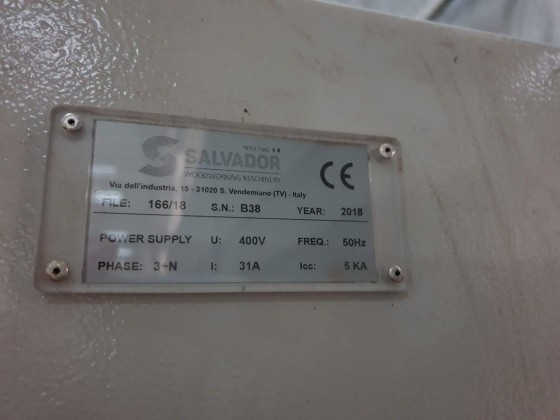 SALVADOR
WOODWORKING MACHINERY
CE
Via dell'industria, 15 - 31020 S. Vendemiano (TV) - Italy
FILE: 166/18 S.N.: B38 YEAR: 2018
POWER SUPPLY U: 400V FREQ.: 50Hz
PHASE: 3+N I: 31A Icc: 5 KA